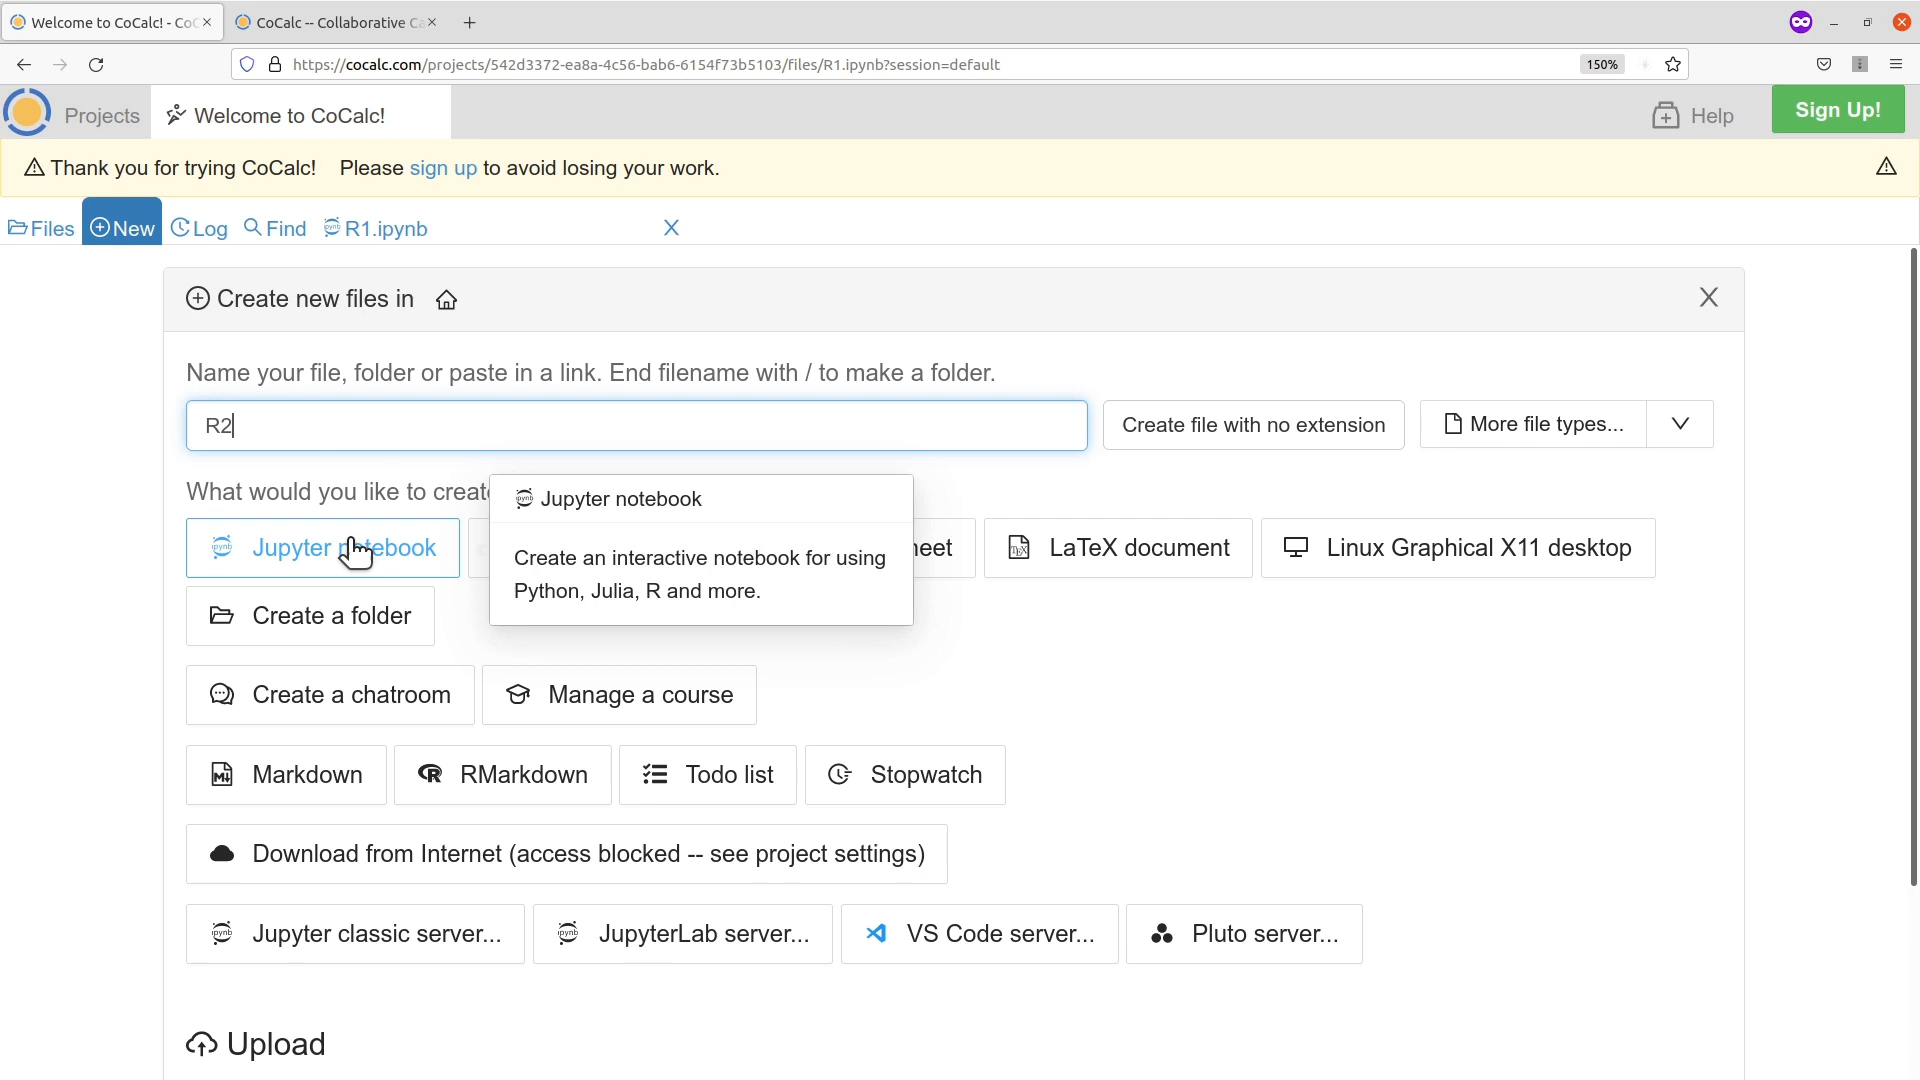 Welcome to CoCalc! - Co
CoCalc -- Collaborative C
https://cocalc.com/projects/542d3372-ea8a-4c56-bab6-6154f73b5103/files/R1.ipynb?session=default
150%
Projects
Welcome to CoCalc!
Help
Sign Up!
Thank you for trying CoCalc! Please sign up to avoid losing your work.
Files
New
Log
Find
R1.ipynb
X
Create new files in
X
Name your file, folder or paste in a link. End filename with / to make a folder.
R2
Create file with no extension
More file types...
What would you like to creat
Jupyter notebook
Create an interactive notebook for using
Python, Julia, R and more.
Jupyter notebook
heet
LaTeX document
Linux Graphical X11 desktop
Create a folder
Create a chatroom
Manage a course
Markdown
RMarkdown
Todo list
Stopwatch
Download from Internet (access blocked -- see project settings)
Jupyter classic server...
JupyterLab server...
VS Code server...
Pluto server...
Upload